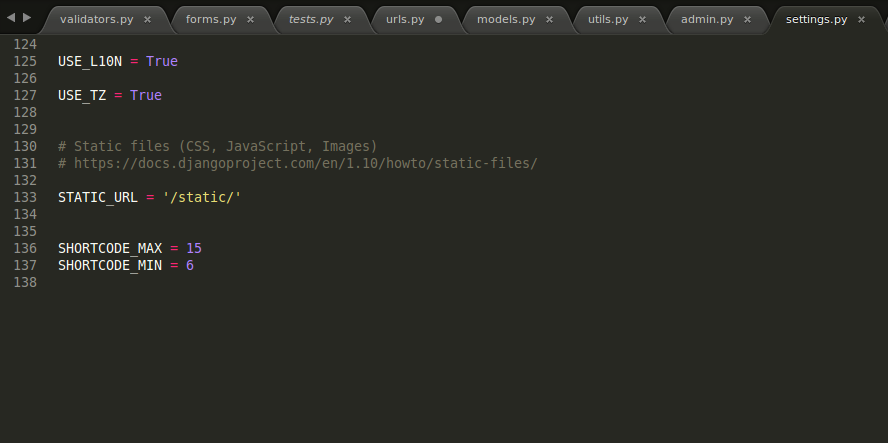 validators.py × forms.py × tests.py × urls.py models.py × utils.py × admin.py × settings.py ×
124
125 USE_L10N = True
126
127 USE_TZ = True
128
129
130 # Static files (CSS, JavaScript, Images)
131 # https://docs.djangoproject.com/en/1.10/howto/static-files/
132
133 STATIC_URL = '/static/'
134
135
136 SHORTCODE_MAX = 15
137 SHORTCODE_MIN = 6
138